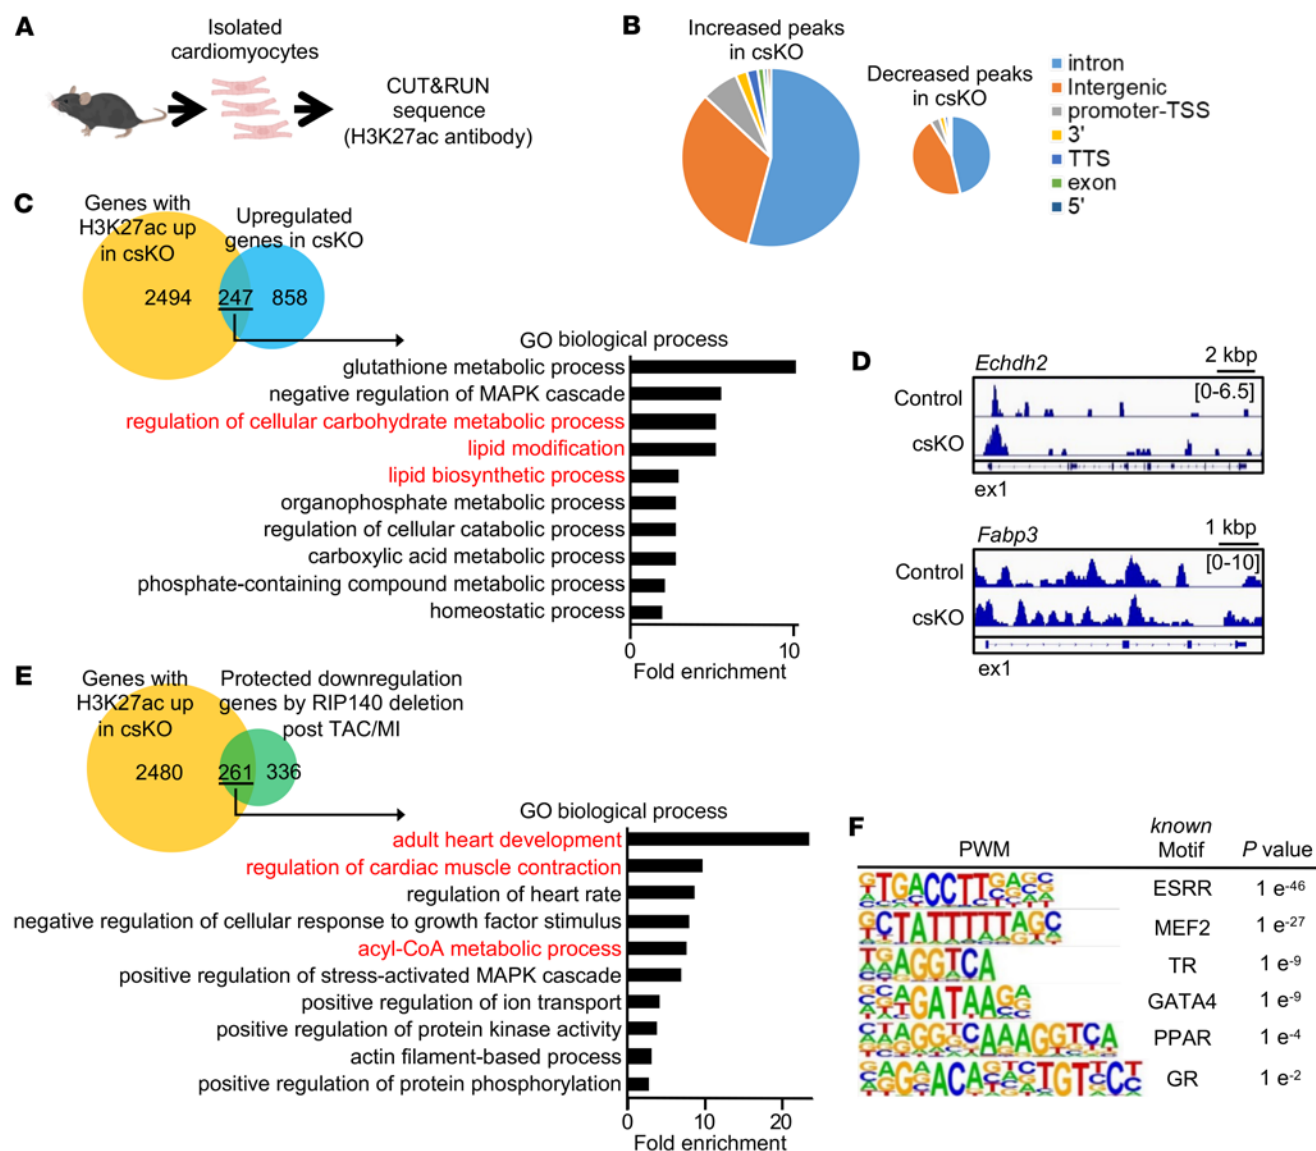 A
Isolated
cardiomyocytes
CUT&RUN
sequence
(H3K27ac antibody)
B
Increased peaks
in csKO
Decreased peaks
in csKO
intron
Intergenic
promoter-TSS
3'
TTS
exon
5'
C
Genes with
H3K27ac up
in csKO
Upregulated
genes in csKO
2494
247
858
GO biological process
glutathione metabolic process
negative regulation of MAPK cascade
regulation of cellular carbohydrate metabolic process
lipid modification
lipid biosynthetic process
organophosphate metabolic process
regulation of cellular catabolic process
carboxylic acid metabolic process
phosphate-containing compound metabolic process
homeostatic process
0
10
Fold enrichment
D
Echdh2
2 kbp
Control
[0-6.5]
csKO
ex1
Fabp3
1 kbp
Control
[0-10]
csKO
ex1
E
Genes with
H3K27ac up
in csKO
Protected downregulation
genes by RIP140 deletion
post TAC/MI
2480
261
336
GO biological process
adult heart development
regulation of cardiac muscle contraction
regulation of heart rate
negative regulation of cellular response to growth factor stimulus
acyl-CoA metabolic process
positive regulation of stress-activated MAPK cascade
positive regulation of ion transport
positive regulation of protein kinase activity
actin filament-based process
positive regulation of protein phosphorylation
0
10
20
Fold enrichment
F
PWM
known
Motif
P value
ESRR
1 e-46
MEF2
1 e-27
TR
1 e-9
GATA4
1 e-9
PPAR
1 e-4
GR
1 e-2